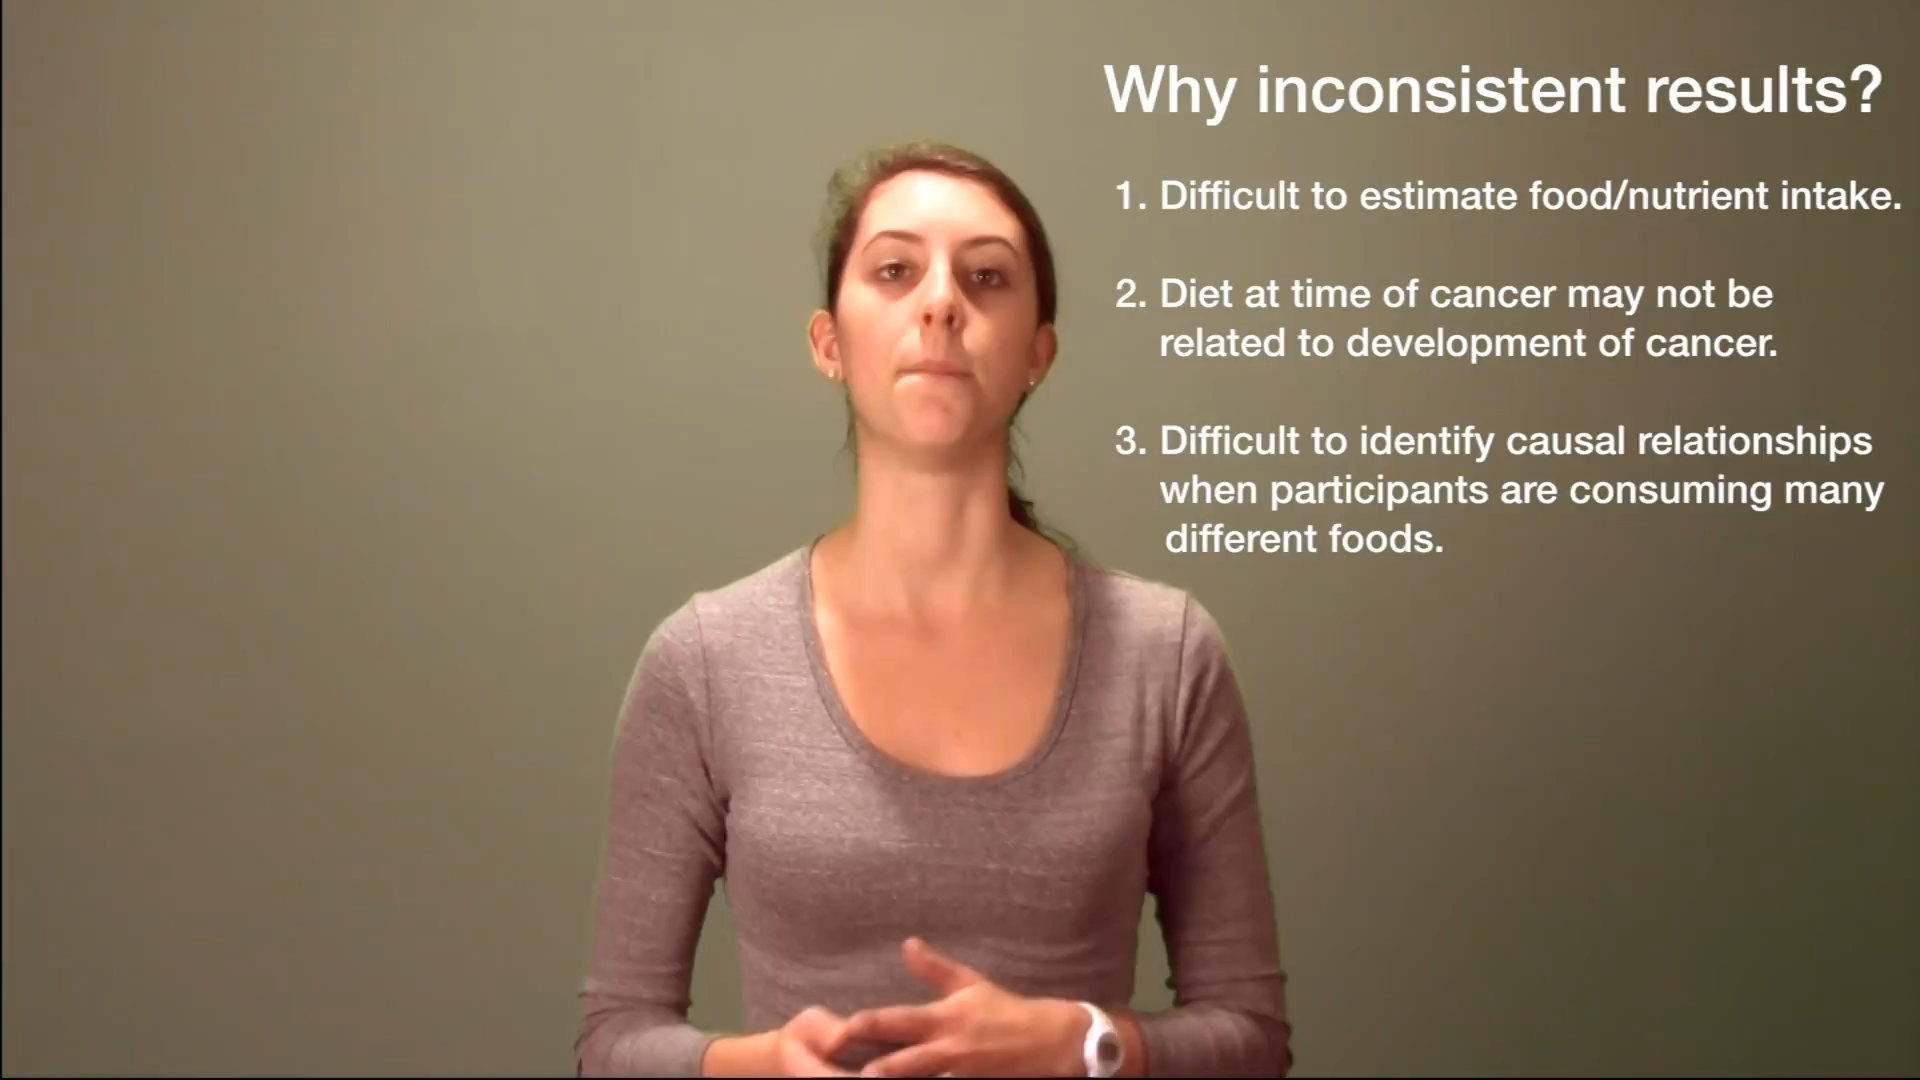 Why inconsistent results?
1. Difficult to estimate food/nutrient intake.
2. Diet at time of cancer may not be
related to development of cancer.
3. Difficult to identify causal relationships
when participants are consuming many
different foods.